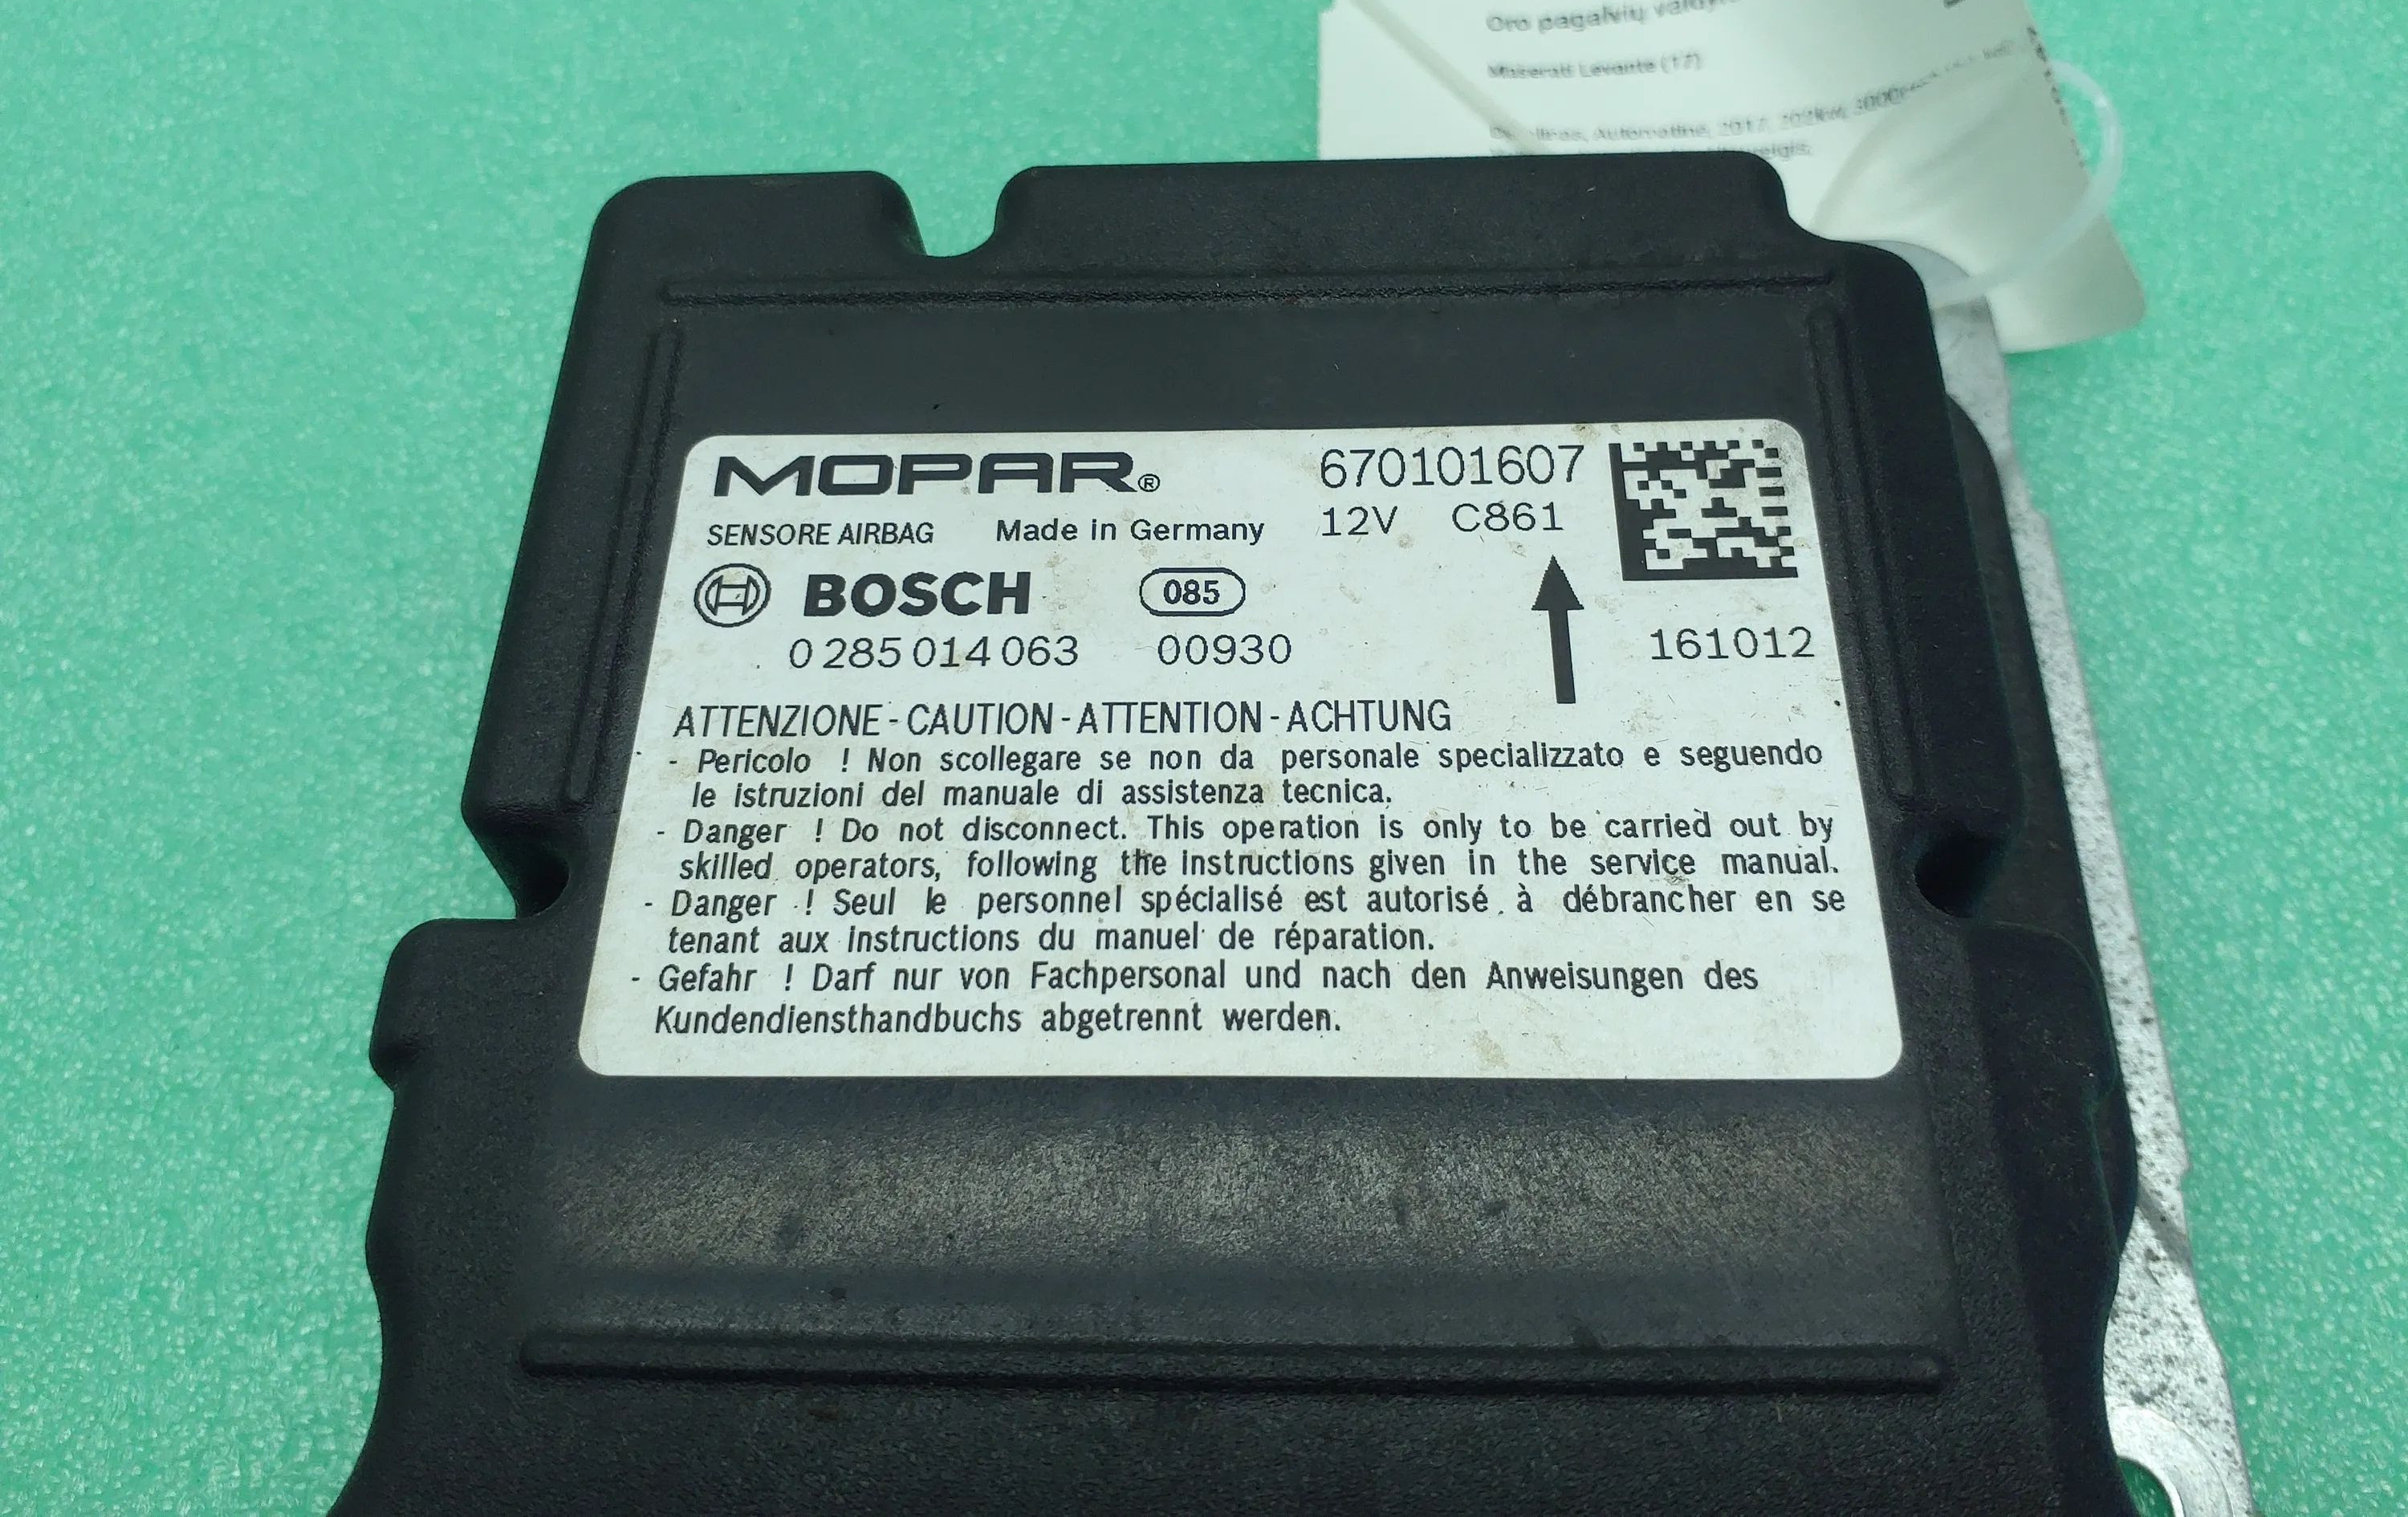 Oro pagalvių
Maserati Levante (17)
Automatinė, 2017,
MOPAR®
670101607
SENSORE AIRBAG Made in Germany 12V C861
BOSCH 085
0 285 014 063 00930 161012
ATTENZIONE - CAUTION - ATTENTION - ACHTUNG
- Pericolo ! Non scollegare se non da personale specializzato e seguendo
le istruzioni del manuale di assistenza tecnica.
- Danger ! Do not disconnect. This operation is only to be carried out by
skilled operators, following the instructions given in the service manual.
- Danger ! Seul le personnel spécialisé est autorisé à débrancher en se
tenant aux instructions du manuel de réparation.
- Gefahr ! Darf nur von Fachpersonal und nach den Anweisungen des
Kundendiensthandbuchs abgetrennt werden.